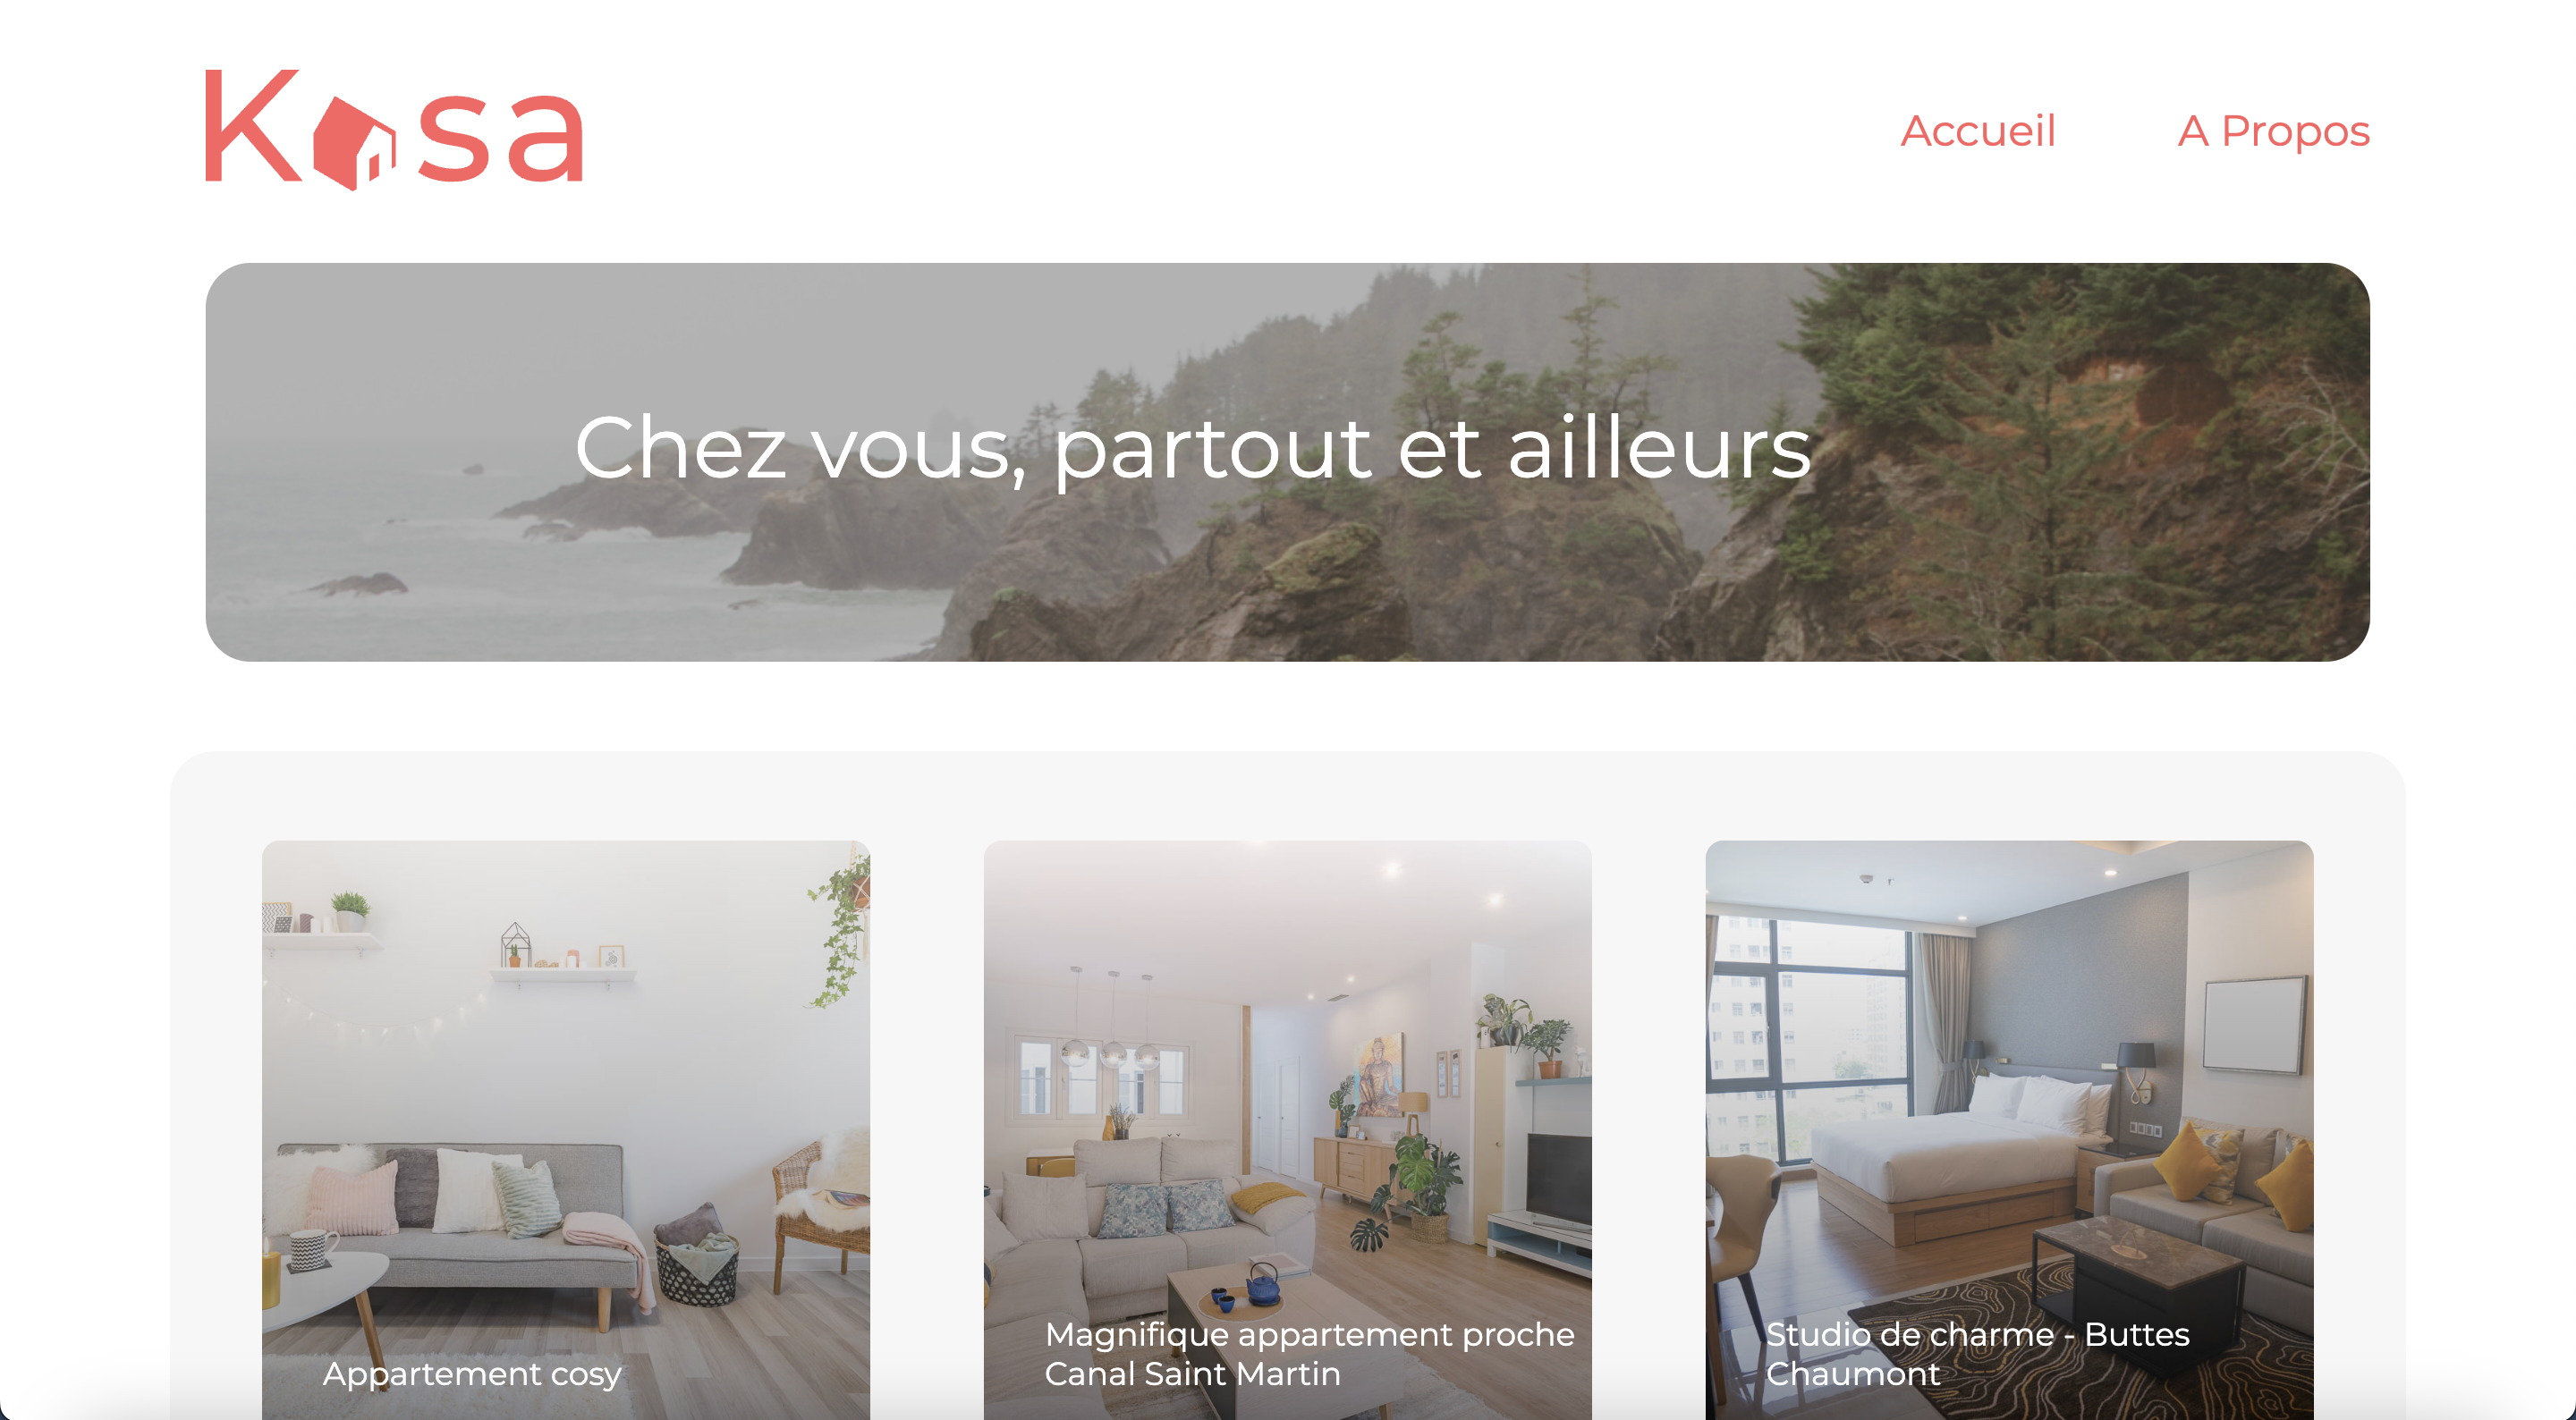 Kasa
Accueil
A Propos
Chez vous, partout et ailleurs
Appartement cosy
Magnifique appartement proche
Canal Saint Martin
Studio de charme - Buttes
Chaumont